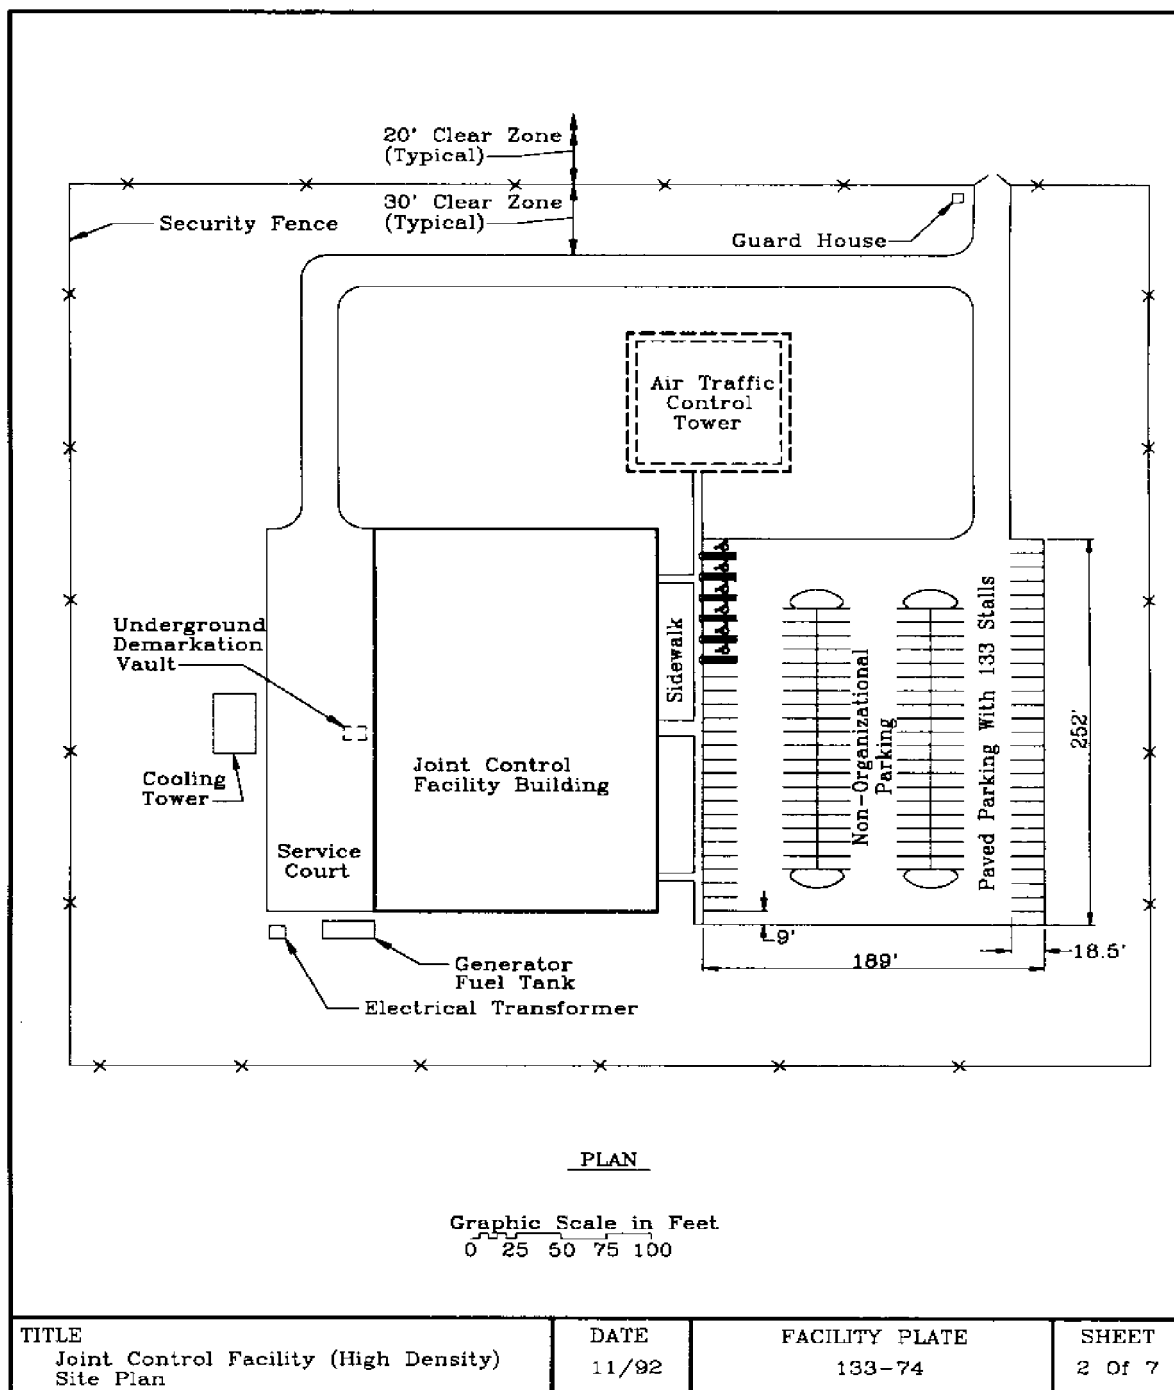 20' Clear Zone
(Typical)
30' Clear Zone
(Typical)
Security Fence
Guard House
Air Traffic
Control
Tower
Underground
Demarkation
Vault
Sidewalk
Non-Organizational
Parking
Paved Parking With 133 Stalls
252'
Cooling
Tower
Joint Control
Facility Building
Service
Court
9'
189'
18.5'
Generator
Fuel Tank
Electrical Transformer
PLAN
Graphic Scale in Feet
0 25 50 75 100
TITLE
Joint Control Facility (High Density)
Site Plan
DATE
11/92
FACILITY PLATE
133-74
SHEET
2 Of 7